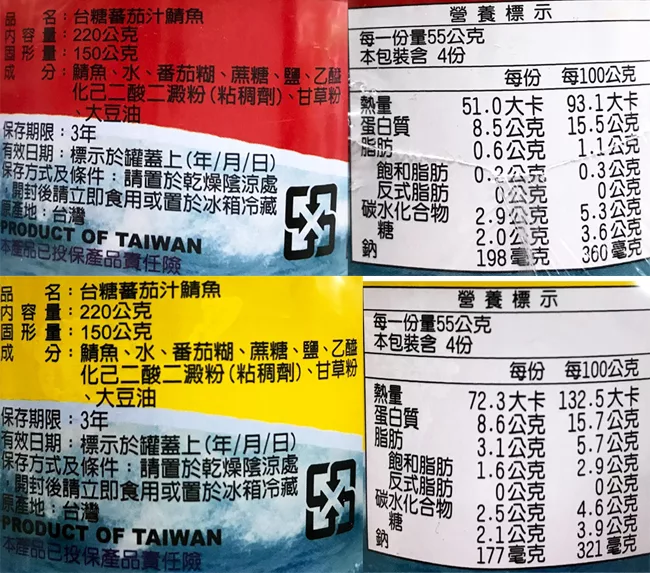 品　　名：台糖蕃茄汁鯖魚
內 容 量：220公克
固 形 量：150公克
成　　分：鯖魚、水、番茄糊、蔗糖、鹽、乙醯
化己二酸二澱粉(粘稠劑)、甘草粉
、大豆油
保存期限：3年
有效日期：標示於罐蓋上(年/月/日)
保存方式及條件：請置於乾燥陰涼處
，開封後請立即食用或置於冰箱冷藏
原產地：台灣
PRODUCT OF TAIWAN
本產品已投保產品責任險
營養標示
每一份量55公克
本包裝含 4份
每份 每100公克
熱量 51.0大卡 93.1大卡
蛋白質 8.5公克 15.5公克
脂肪 0.6公克 1.1公克
飽和脂肪 0.2公克 0.3公克
反式脂肪 0公克 0公克
碳水化合物 2.9公克 5.3公克
糖 2.0公克 3.6公克
鈉 198毫克 360毫克
品　　名：台糖蕃茄汁鯖魚
內 容 量：220公克
固 形 量：150公克
成　　分：鯖魚、水、番茄糊、蔗糖、鹽、乙醯
化己二酸二澱粉(粘稠劑)、甘草粉
、大豆油
保存期限：3年
有效日期：標示於罐蓋上(年/月/日)
保存方式及條件：請置於乾燥陰涼處
，開封後請立即食用或置於冰箱冷藏
原產地：台灣
PRODUCT OF TAIWAN
本產品已投保產品責任險
營養標示
每一份量55公克
本包裝含 4份
每份 每100公克
熱量 72.3大卡 132.5大卡
蛋白質 8.6公克 15.7公克
脂肪 3.1公克 5.7公克
飽和脂肪 1.6公克 2.9公克
反式脂肪 0公克 0公克
碳水化合物 2.5公克 4.6公克
糖 2.1公克 3.9公克
鈉 177毫克 321毫克